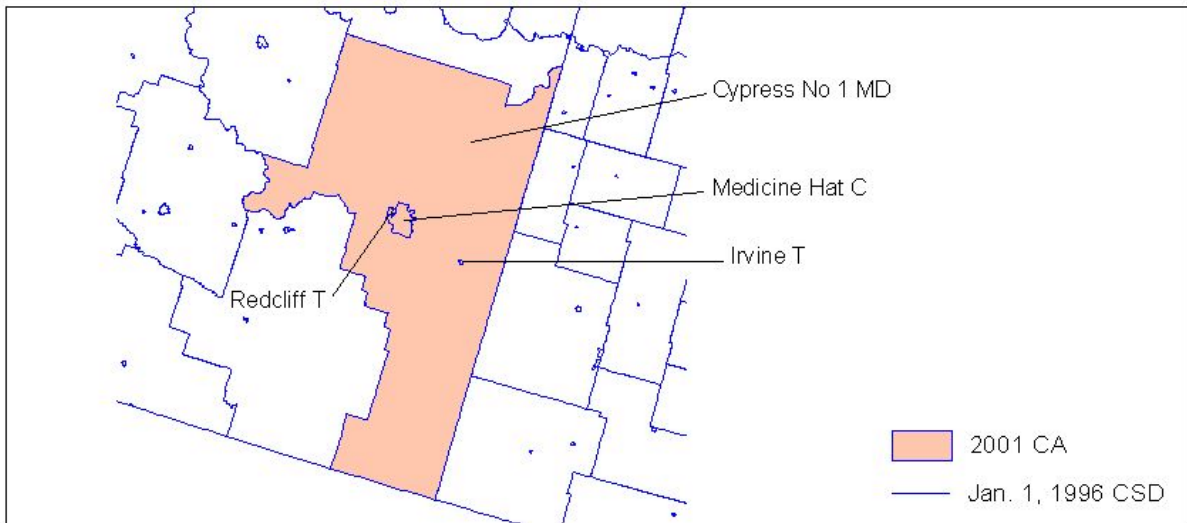 Cypress No 1 MD
Medicine Hat C
Irvine T
Redcliff T
2001 CA
Jan. 1, 1996 CSD